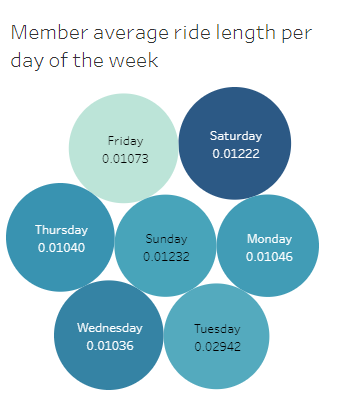 Member average ride length per
day of the week
Friday
0.01073
Saturday
0.01222
Thursday
0.01040
Sunday
0.01232
Monday
0.01046
Wednesday
0.01036
Tuesday
0.02942